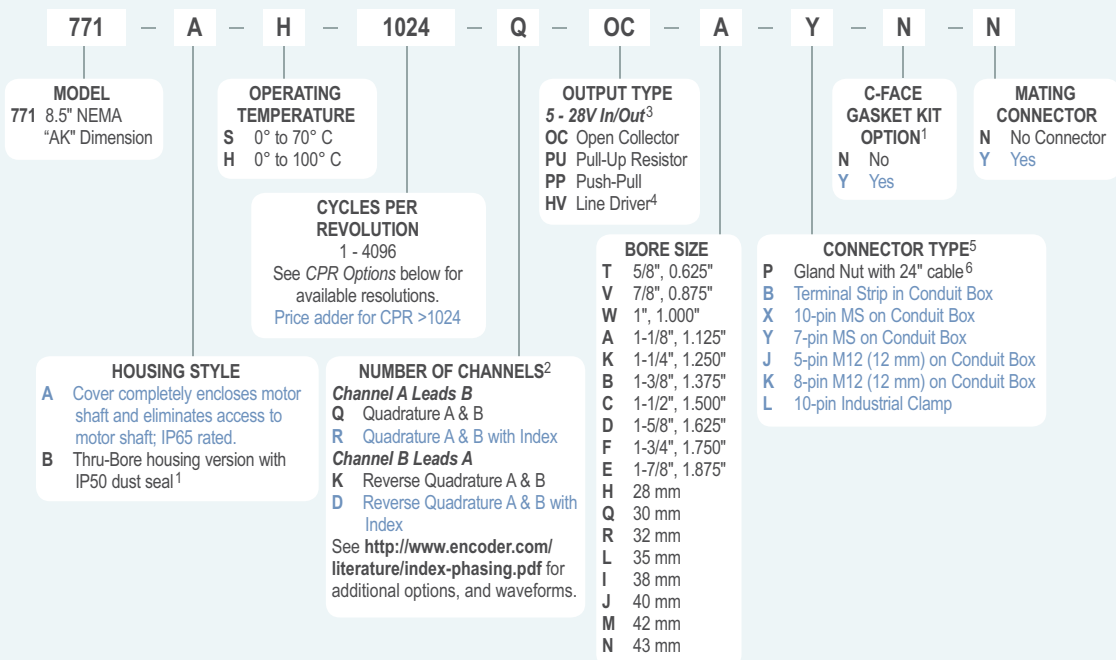 771 — A — H — 1024 — Q — OC — A — Y — N — N
MODEL
771 8.5" NEMA
“AK” Dimension
OPERATING
TEMPERATURE
S 0° to 70° C
H 0° to 100° C
OUTPUT TYPE
5 - 28V In/Out3
OC Open Collector
PU Pull-Up Resistor
PP Push-Pull
HV Line Driver4
C-FACE
GASKET KIT
OPTION1
N No
Y Yes
MATING
CONNECTOR
N No Connector
Y Yes
CYCLES PER
REVOLUTION
1 - 4096
See CPR Options below for
available resolutions.
Price adder for CPR >1024
BORE SIZE
T 5/8", 0.625"
V 7/8", 0.875"
W 1", 1.000"
A 1-1/8", 1.125"
K 1-1/4", 1.250"
B 1-3/8", 1.375"
C 1-1/2", 1.500"
D 1-5/8", 1.625"
F 1-3/4", 1.750"
E 1-7/8", 1.875"
H 28 mm
Q 30 mm
R 32 mm
L 35 mm
I 38 mm
J 40 mm
M 42 mm
N 43 mm
CONNECTOR TYPE5
P Gland Nut with 24" cable6
B Terminal Strip in Conduit Box
X 10-pin MS on Conduit Box
Y 7-pin MS on Conduit Box
J 5-pin M12 (12 mm) on Conduit Box
K 8-pin M12 (12 mm) on Conduit Box
L 10-pin Industrial Clamp
HOUSING STYLE
A Cover completely encloses motor
shaft and eliminates access to
motor shaft; IP65 rated.
B Thru-Bore housing version with
IP50 dust seal1
NUMBER OF CHANNELS2
Channel A Leads B
Q Quadrature A & B
R Quadrature A & B with Index
Channel B Leads A
K Reverse Quadrature A & B
D Reverse Quadrature A & B with
Index
See http://www.encoder.com/
literature/index-phasing.pdf for
additional options, and waveforms.